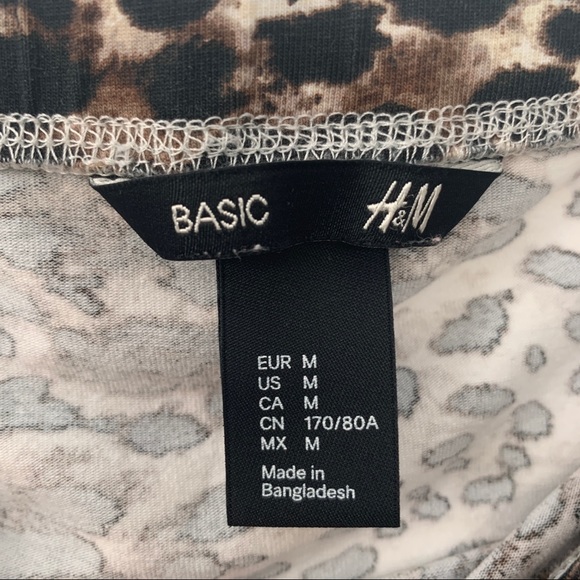 BASIC H&M
EUR M
US M
CA M
CN 170/80A
MX M
Made in
Bangladesh